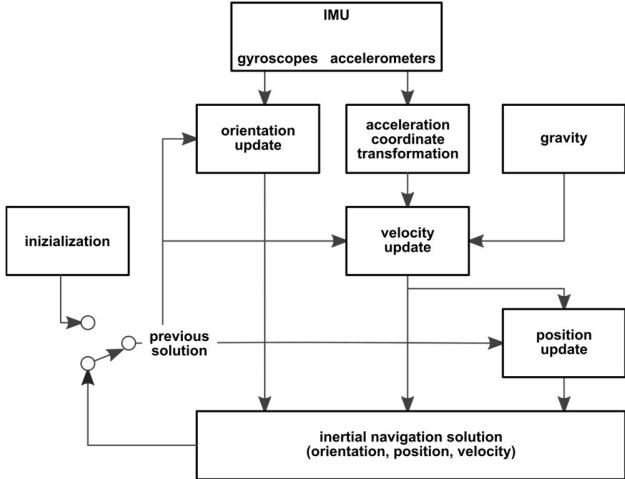 IMU
gyroscopes accelerometers
orientation
update
acceleration
coordinate
transformation
gravity
inizialization
velocity
update
previous
solution
position
update
inertial navigation solution
(orientation, position, velocity)